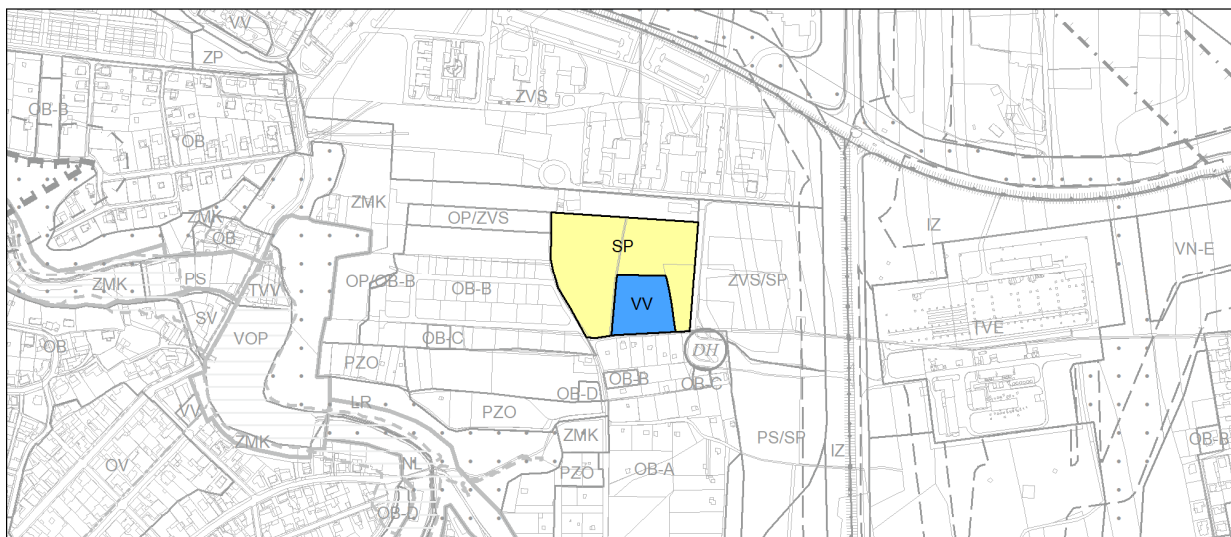 VV
ZP
OB-B
OB
ZVS
ZMK
OP/ZVS
SP
IZ
VN-E
ZMK
OB
ZMK
PS
TVV
OP/OB-B
OB-B
VV
ZVS/SP
SV
VOP
OB-C
DH
TVE
OB
PZO
OB-B
OB-C
OB-D
LR
PZO
PS/SP
IZ
VV
ZMK
ZMK
OB-B
OV
NL
PZO
OB-A
OB-D